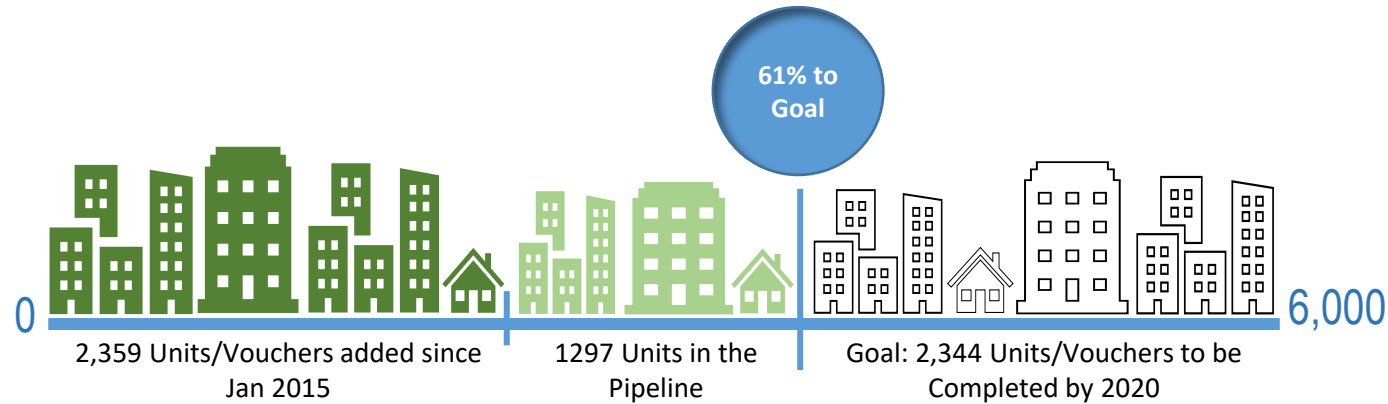 61% to
Goal
0
6,000
2,359 Units/Vouchers added since
Jan 2015
1297 Units in the
Pipeline
Goal: 2,344 Units/Vouchers to be
Completed by 2020